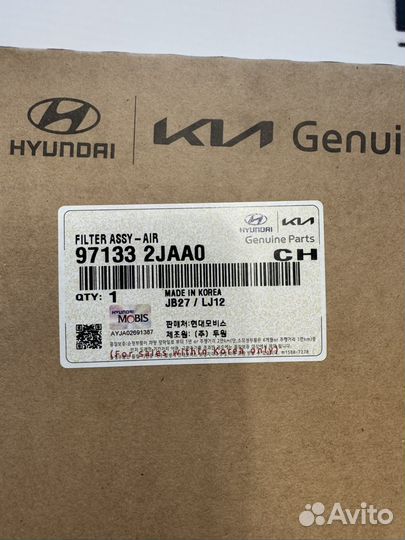 HYUNDAI
KIA Genui
FILTER ASSY-AIR
97133 2JAA0
HYUNDAI KIA
Genuine Parts
CH
QTY: 1
MADE IN KOREA
JB27 / LJ12
HYUNDAI
MOBIS
AYJA02691367
판매처:현대모비스
제조원: (주) 두원
(For sales within Korea only)
Avito